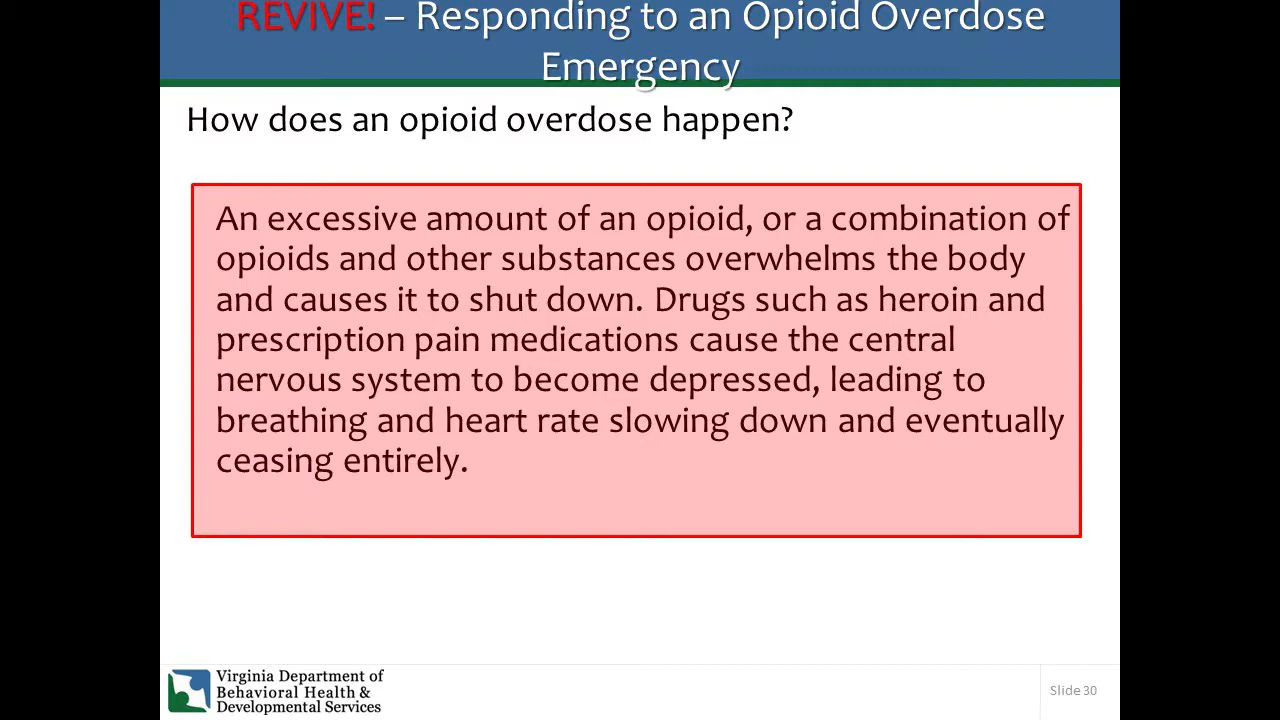 REVIVE! – Responding to an Opioid Overdose
Emergency
How does an opioid overdose happen?
An excessive amount of an opioid, or a combination of
opioids and other substances overwhelms the body
and causes it to shut down. Drugs such as heroin and
prescription pain medications cause the central
nervous system to become depressed, leading to
breathing and heart rate slowing down and eventually
ceasing entirely.
Virginia Department of
Behavioral Health &
Developmental Services
Slide 30